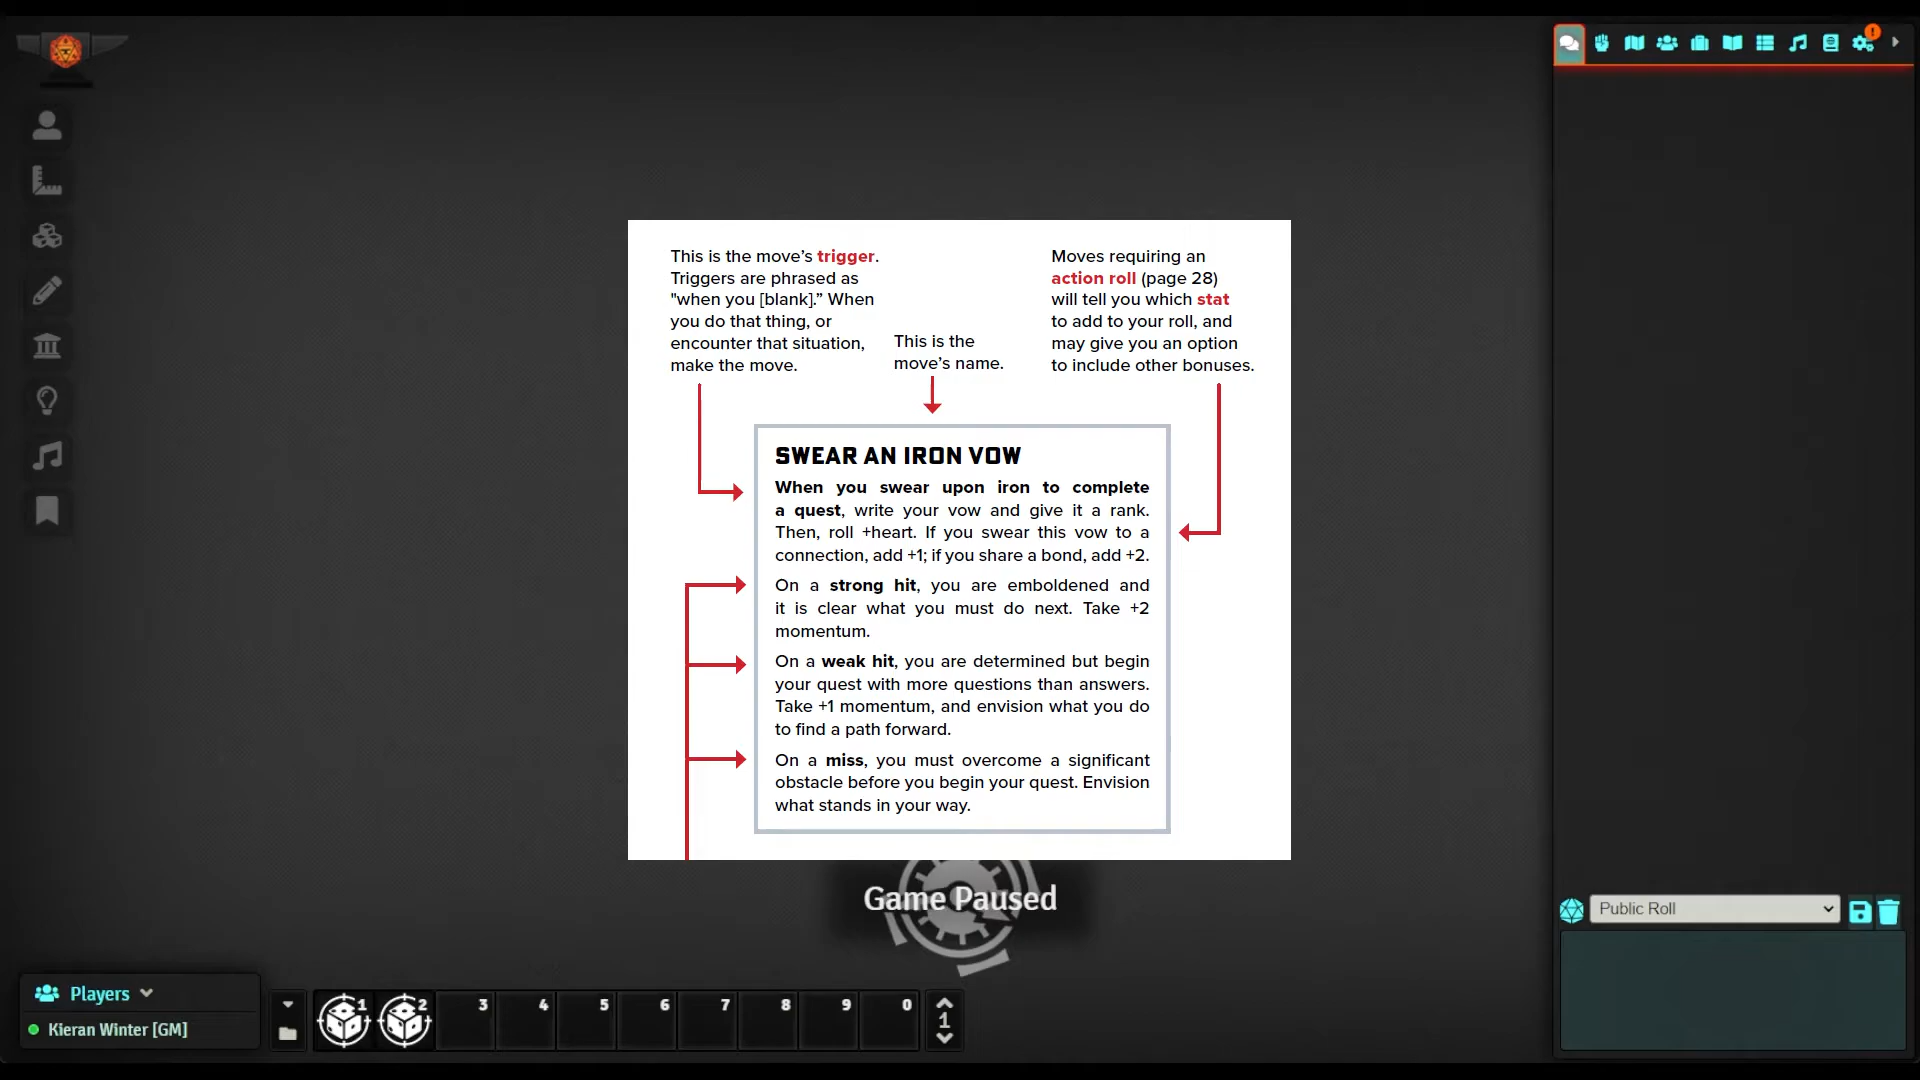 This is the move’s trigger.
Triggers are phrased as
"when you [blank].” When
you do that thing, or
encounter that situation,
make the move.
This is the
move’s name.
Moves requiring an
action roll (page 28)
will tell you which stat
to add to your roll, and
may give you an option
to include other bonuses.
SWEAR AN IRON VOW
When you swear upon iron to complete
a quest, write your vow and give it a rank.
Then, roll +heart. If you swear this vow to a
connection, add +1; if you share a bond, add +2.
On a strong hit, you are emboldened and
it is clear what you must do next. Take +2
momentum.
On a weak hit, you are determined but begin
your quest with more questions than answers.
Take +1 momentum, and envision what you do
to find a path forward.
On a miss, you must overcome a significant
obstacle before you begin your quest. Envision
what stands in your way.
Game Paused
Public Roll
Players
Kieran Winter [GM]
1 2 3 4 5 6 7 8 9 0
1
!